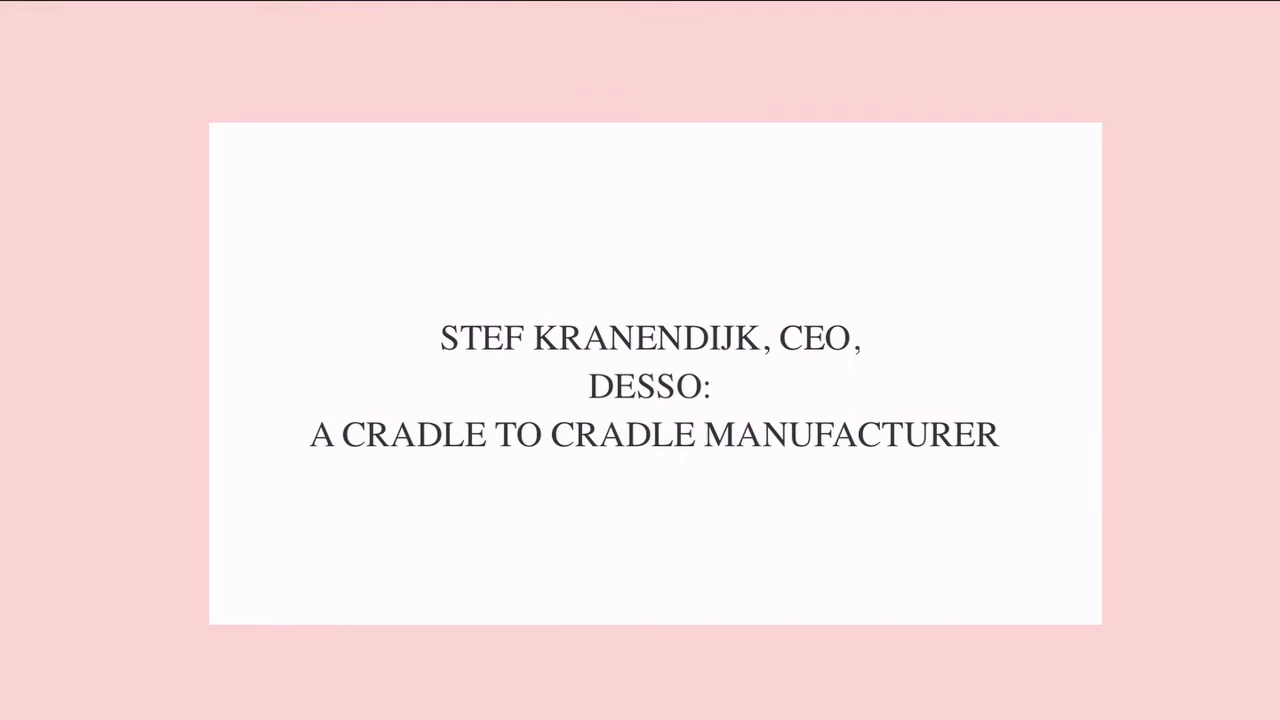 STEF KRANENDIJK, CEO,
DESSO:
A CRADLE TO CRADLE MANUFACTURER